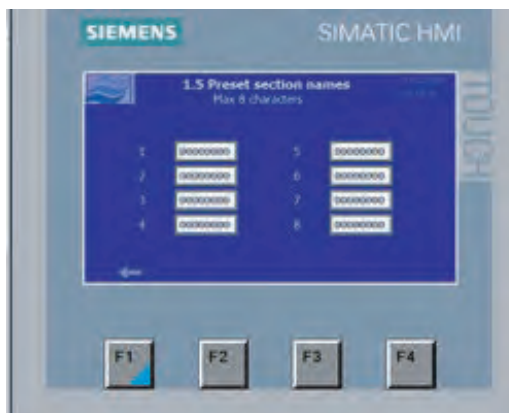 SIEMENS
SIMATIC HMI
TOUCH
1.5 Preset section names
Max 8 characters
1 00000000 5 00000000
2 00000000 6 00000000
3 00000000 7 00000000
4 00000000 8 00000000
F1 F2 F3 F4